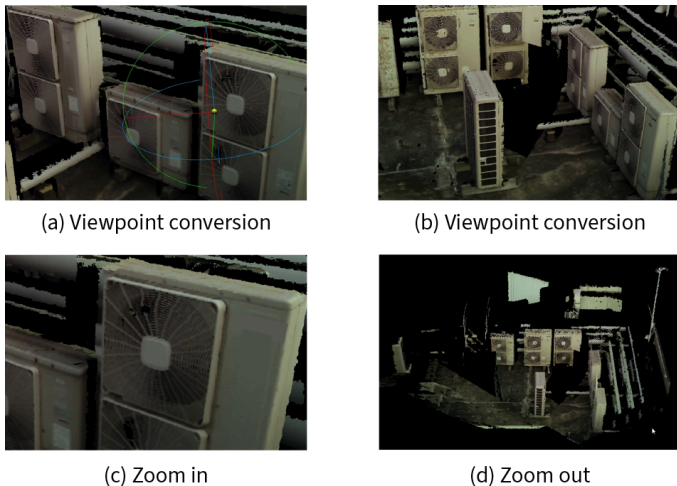 (a) Viewpoint conversion
(b) Viewpoint conversion
(c) Zoom in
(d) Zoom out